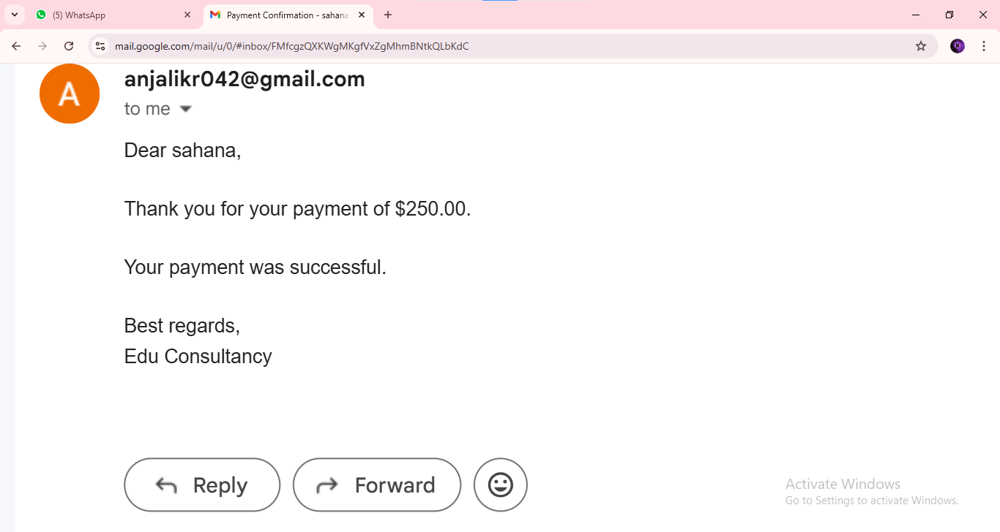 (5) WhatsApp
Payment Confirmation - sahana
mail.google.com/mail/u/0/#inbox/FMfcgzQXKWgMKgfVxZgMhmBNtkQLbKdC
A
anjalikr042@gmail.com
to me
Dear sahana,
Thank you for your payment of $250.00.
Your payment was successful.
Best regards,
Edu Consultancy
Reply
Forward
Activate Windows
Go to Settings to activate Windows.